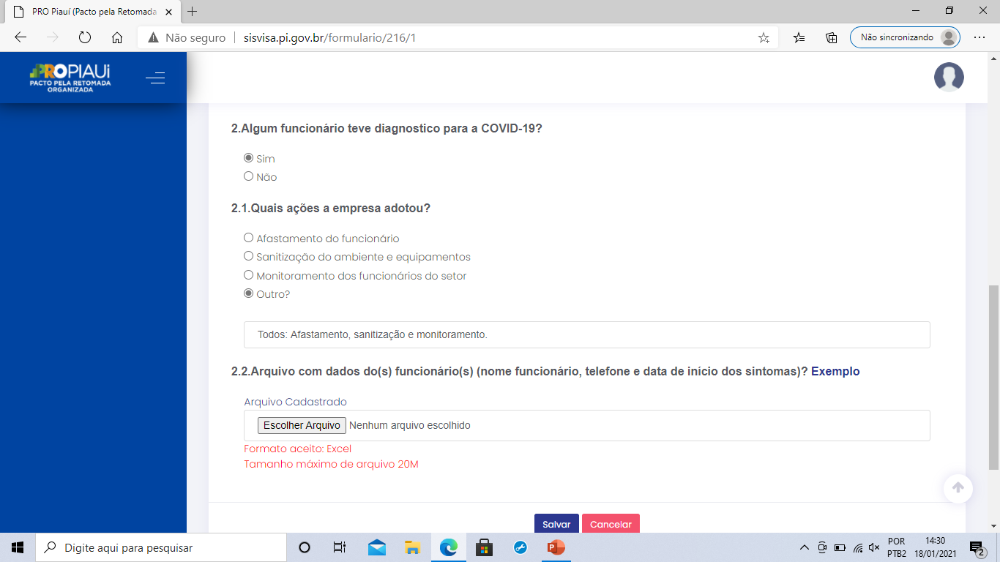 PRO Piauí (Pacto pela Retomada
Não seguro
sisvisa.pi.gov.br/formulario/216/1
Não sincronizando
PROPIAUí
PACTO PELA RETOMADA
ORGANIZADA
2.Algum funcionário teve diagnostico para a COVID-19?
Sim
Não
2.1.Quais ações a empresa adotou?
Afastamento do funcionário
Sanitização do ambiente e equipamentos
Monitoramento dos funcionários do setor
Outro?
Todos: Afastamento, sanitização e monitoramento.
2.2.Arquivo com dados do(s) funcionário(s) (nome funcionário, telefone e data de início dos sintomas)? Exemplo
Arquivo Cadastrado
Escolher Arquivo Nenhum arquivo escolhido
Formato aceito: Excel
Tamanho máximo de arquivo 20M
Salvar
Cancelar
Digite aqui para pesquisar
POR
PTB2
14:30
18/01/2021
2